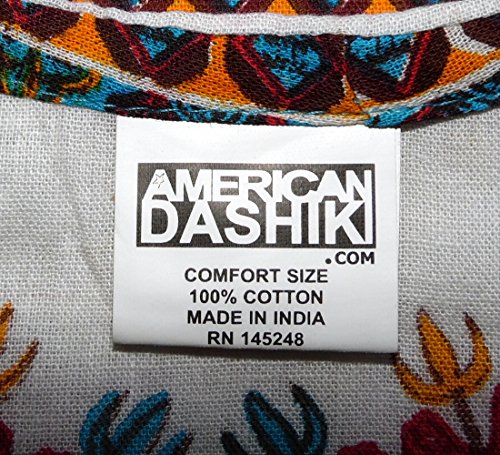 AMERICAN
DASHIKI
.COM
COMFORT SIZE
100% COTTON
MADE IN INDIA
RN 145248